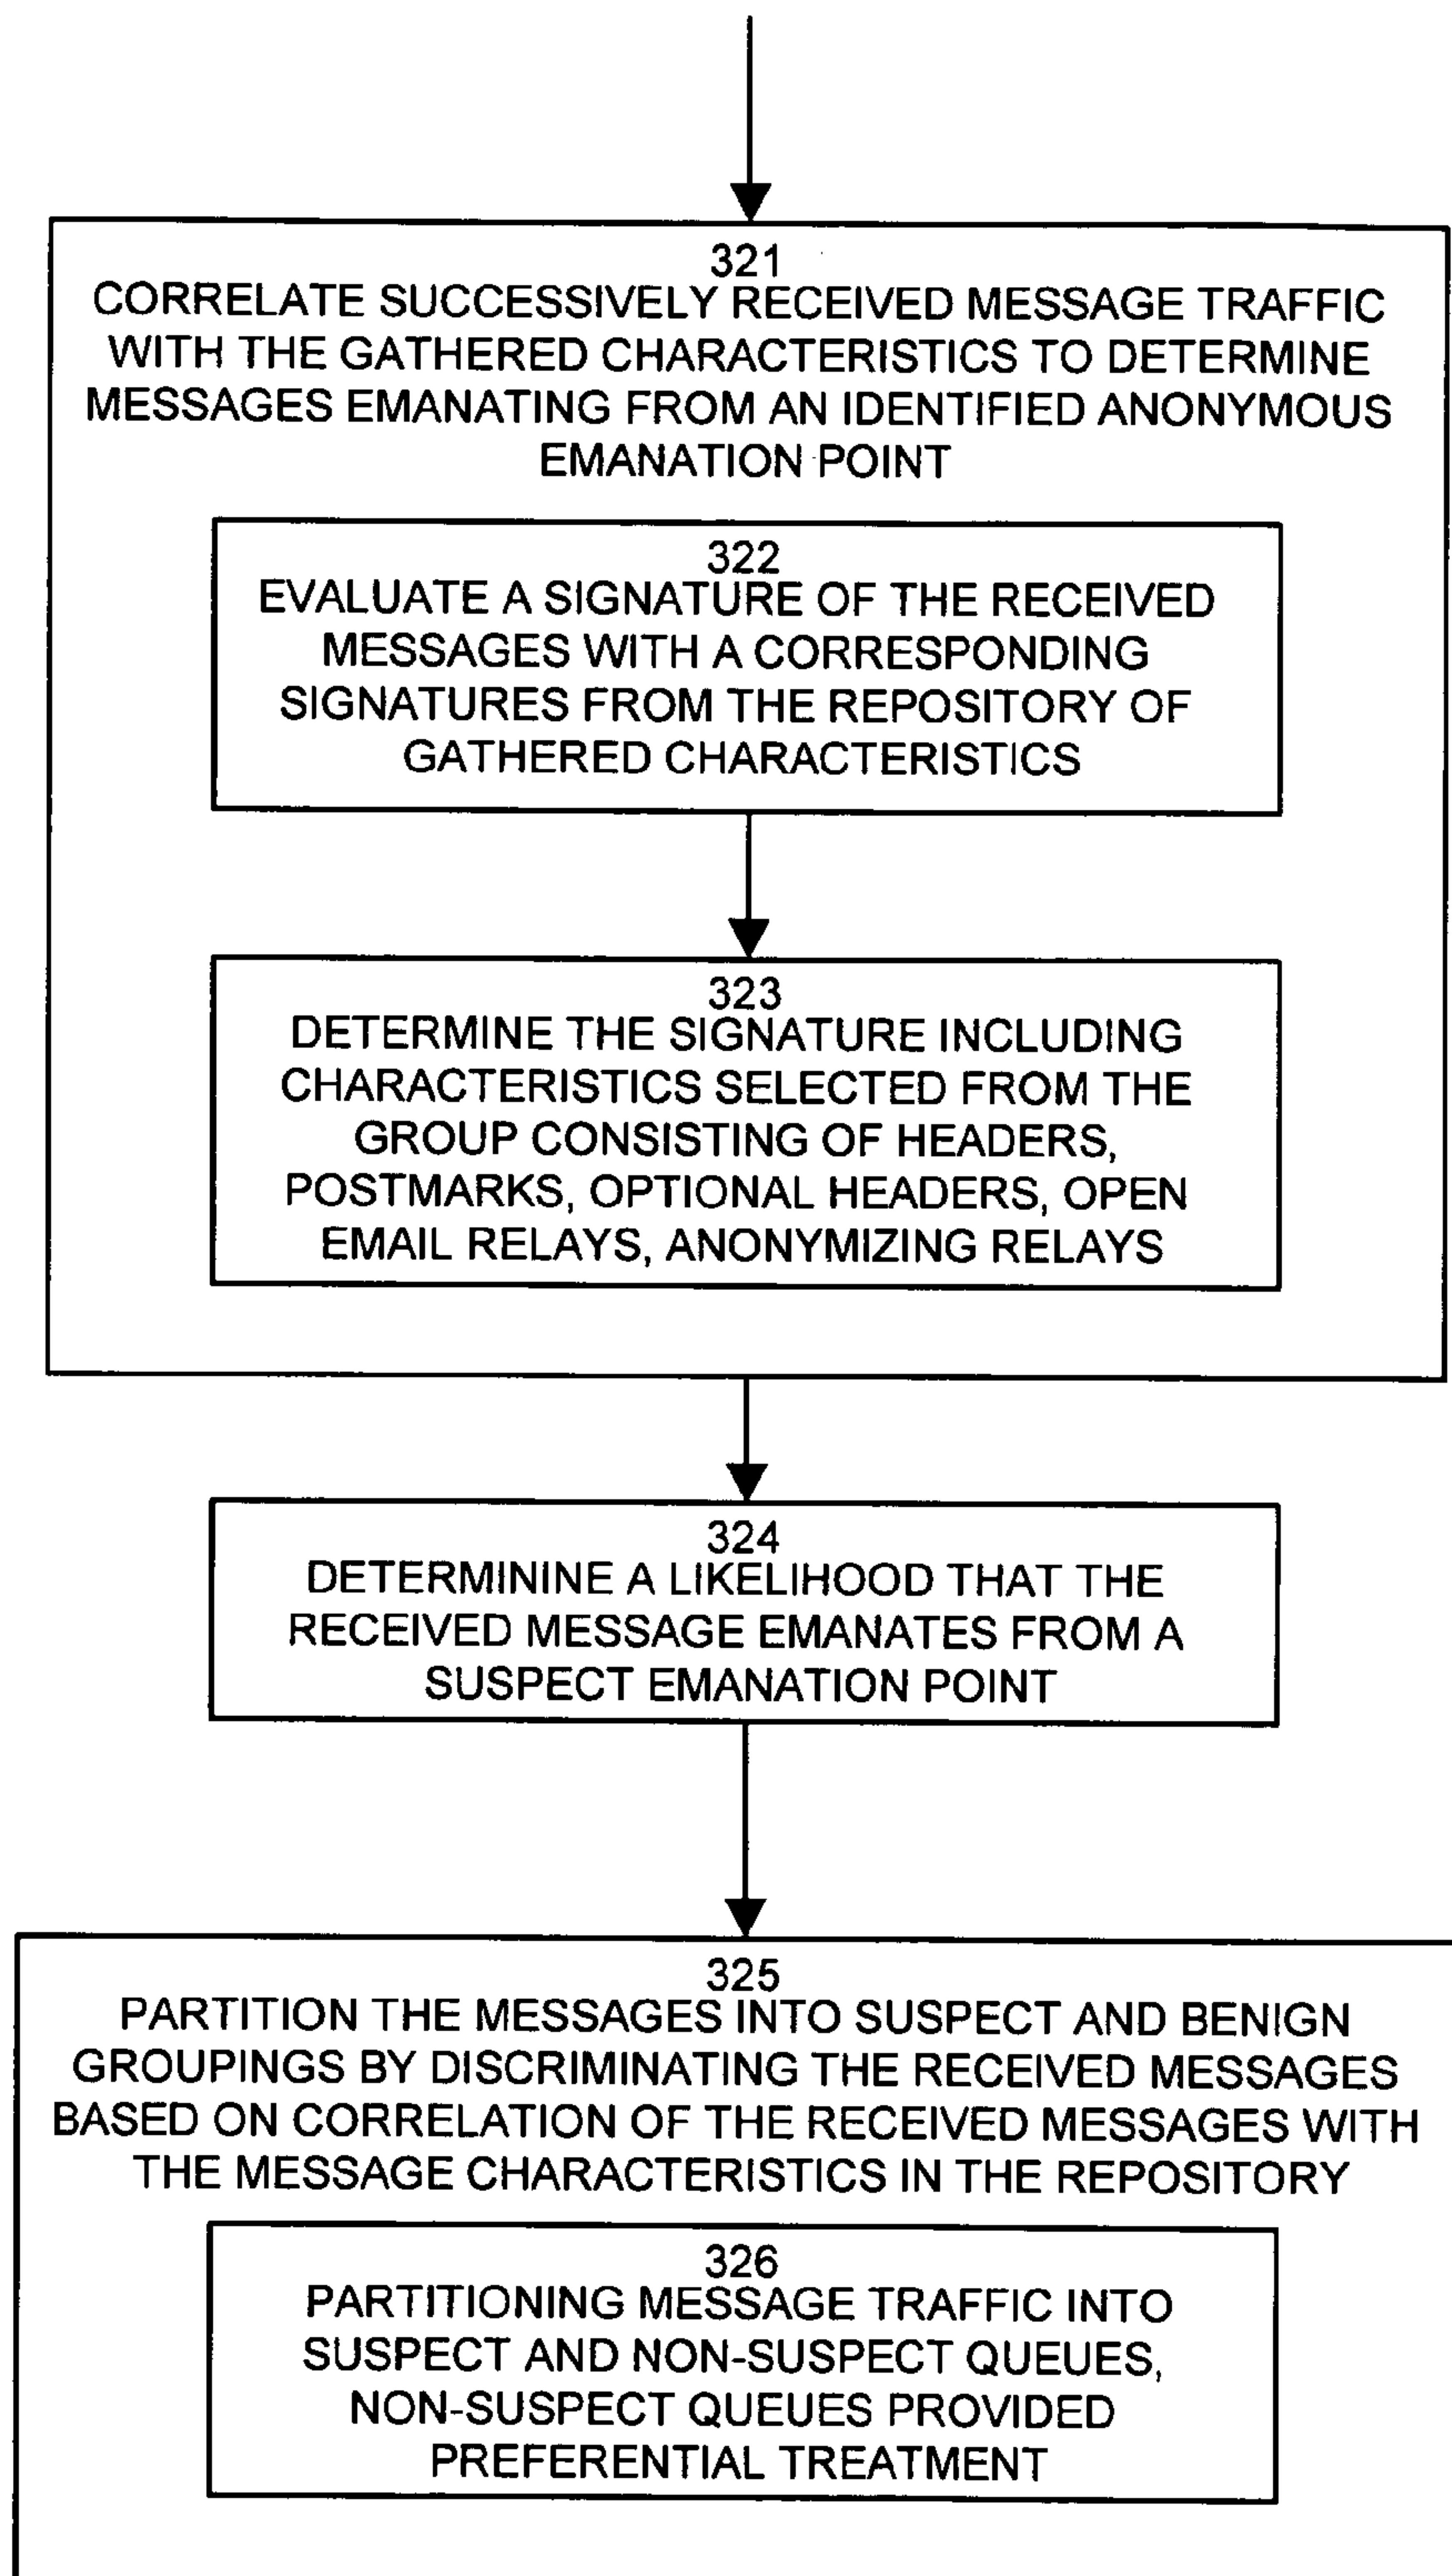 321
CORRELATE SUCCESSIVELY RECEIVED MESSAGE TRAFFIC
WITH THE GATHERED CHARACTERISTICS TO DETERMINE
MESSAGES EMANATING FROM AN IDENTIFIED ANONYMOUS
EMANATION POINT
322
EVALUATE A SIGNATURE OF THE RECEIVED
MESSAGES WITH A CORRESPONDING
SIGNATURES FROM THE REPOSITORY OF
GATHERED CHARACTERISTICS
323
DETERMINE THE SIGNATURE INCLUDING
CHARACTERISTICS SELECTED FROM THE
GROUP CONSISTING OF HEADERS,
POSTMARKS, OPTIONAL HEADERS, OPEN
EMAIL RELAYS, ANONYMIZING RELAYS
324
DETERMININE A LIKELIHOOD THAT THE
RECEIVED MESSAGE EMANATES FROM A
SUSPECT EMANATION POINT
325
PARTITION THE MESSAGES INTO SUSPECT AND BENIGN
GROUPINGS BY DISCRIMINATING THE RECEIVED MESSAGES
BASED ON CORRELATION OF THE RECEIVED MESSAGES WITH
THE MESSAGE CHARACTERISTICS IN THE REPOSITORY
326
PARTITIONING MESSAGE TRAFFIC INTO
SUSPECT AND NON-SUSPECT QUEUES,
NON-SUSPECT QUEUES PROVIDED
PREFERENTIAL TREATMENT